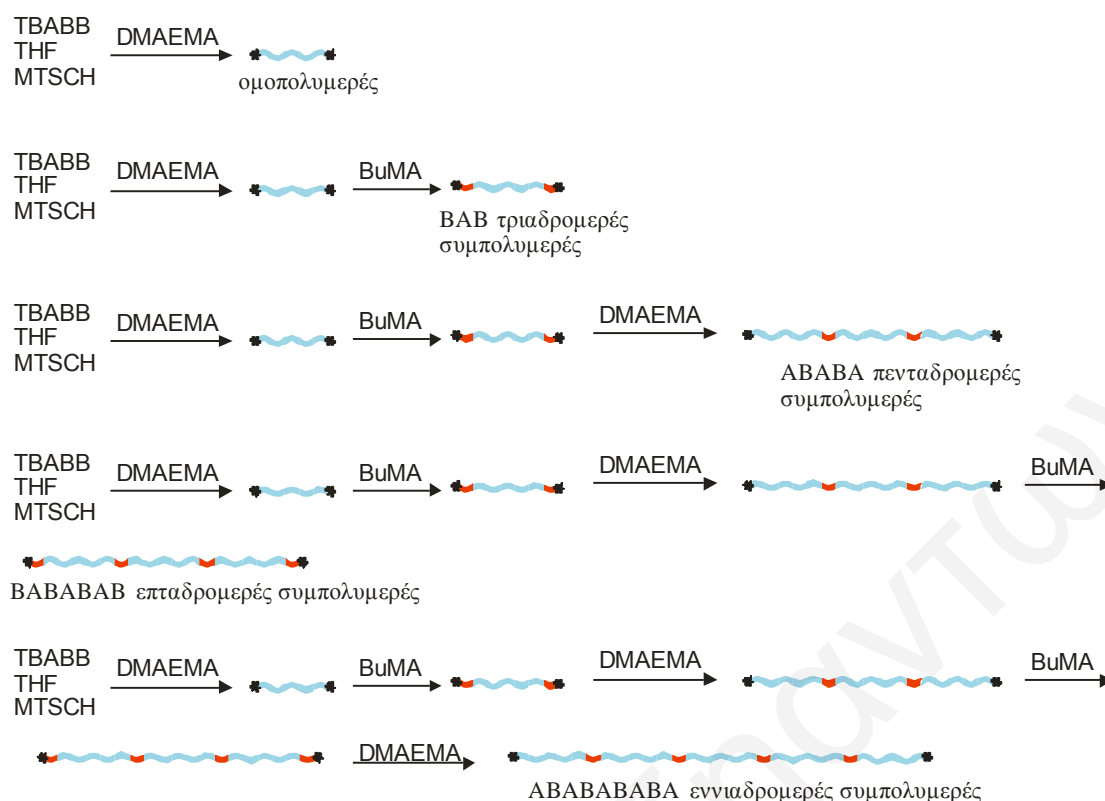 TBABB
THF
MTSCH
DMAEMA
ομοπολυμερές
TBABB
THF
MTSCH
DMAEMA
BuMA
BAB τριαδρομερές
συμπολυμερές
TBABB
THF
MTSCH
DMAEMA
BuMA
DMAEMA
ABABA πενταδρομερές
συμπολυμερές
TBABB
THF
MTSCH
DMAEMA
BuMA
DMAEMA
BuMA
BABABAB επταδρομερές συμπολυμερές
TBABB
THF
MTSCH
DMAEMA
BuMA
DMAEMA
BuMA
DMAEMA
ABABABABA εννιαδρομερές συμπολυμερές